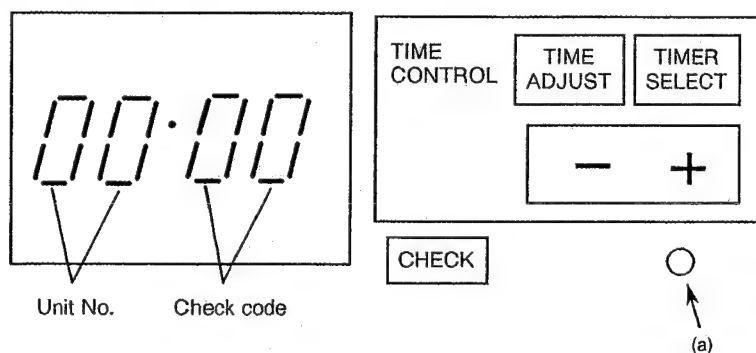 00·00
Unit No.
Check code
TIME
CONTROL
TIME
ADJUST
TIMER
SELECT
− +
CHECK
(a)